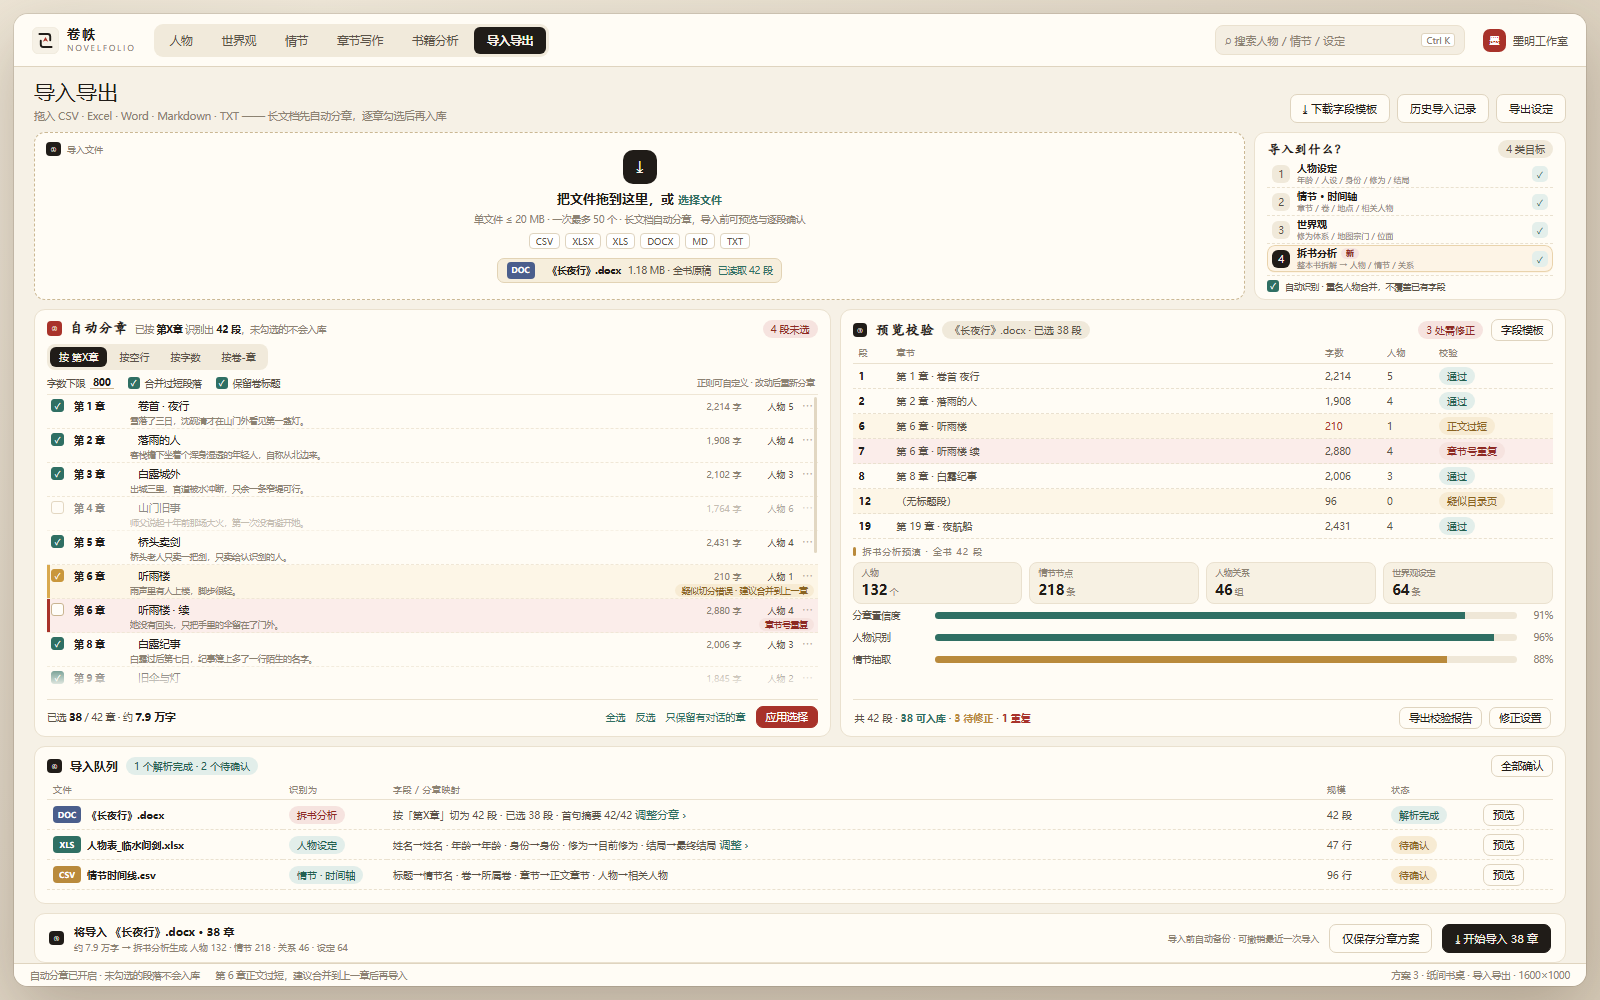 卷帙
NOVELFOLIO
人物 世界观 情节 章节写作 书籍分析 导入导出
搜索人物 / 情节 / 设定 Ctrl K
墨 墨明工作室
导入导出
拖入 CSV · Excel · Word · Markdown · TXT —— 长文档先自动分章，逐章勾选后再入库
↓ 下载字段模板 历史导入记录 导出设定
导入文件
把文件拖到这里，或 选择文件
单文件 ≤ 20 MB · 一次最多 50 个 · 长文档自动分章，导入前可预览与逐段确认
CSV XLSX XLS DOCX MD TXT
DOC 《长夜行》.docx 1.18 MB · 全书原稿 已读取 42 段
导入到什么？ 4 类目标
1 人物设定
年龄 / 人设 / 身份 / 修为 / 结局
2 情节 · 时间轴
章节 / 卷 / 地点 / 相关人物
3 世界观
修为体系 / 地图宗门 / 位面
4 拆书分析 新
整本书拆解 → 人物 / 情节 / 关系
自动识别 · 重名人物合并，不覆盖已有字段
自动分章 已按 第X章 识别出 42 段，未勾选的不会入库 4 段未选
按 第X章 按空行 按字数 按卷-章
字数下限 800 合并过短段落 保留卷标题 正则可自定义 · 改动后重新分章
第 1 章 卷首 · 夜行 2,214 字 人物 5 ···
雪落了三日，沈砚清才在山门外看见第一盏灯。
第 2 章 落雨的人 1,908 字 人物 4 ···
客栈檐下坐着个浑身湿透的年轻人，自称从北边来。
第 3 章 白露城外 2,102 字 人物 3 ···
出城三里，官道被水冲断，只余一条窄堤可行。
第 4 章 山门旧事 1,764 字 人物 6 ···
师父说起十年前那场大火，第一次没有避开她。
第 5 章 桥头卖剑 2,431 字 人物 4 ···
桥头老人只卖一把剑，只卖给认识剑的人。
第 6 章 听雨楼 210 字 人物 1 ···
雨声里有人上楼，脚步很轻。 疑似切分错误 · 建议合并到上一章
第 6 章 听雨楼 · 续 2,880 字 人物 4 ···
她没有回头，只把手里的伞留在了门外。 章节号重复
第 8 章 白露纪事 2,006 字 人物 3 ···
白露过后第七日，纪事簿上多了一行陌生的名字。
第 9 章 旧伞与灯 1,845 字 人物 2 ···
已选 38 / 42 章 · 约 7.9 万字 全选 反选 只保留有对话的章 应用选择
预览校验 《长夜行》.docx · 已选 38 段 3 处需修正 字段模板
段 章节 字数 人物 校验
1 第 1 章 · 卷首 夜行 2,214 5 通过
2 第 2 章 · 落雨的人 1,908 4 通过
6 第 6 章 · 听雨楼 210 1 正文过短
7 第 6 章 · 听雨楼 续 2,880 4 章节号重复
8 第 8 章 · 白露纪事 2,006 3 通过
12 （无标题段） 96 0 疑似目录页
19 第 19 章 · 夜航船 2,431 4 通过
拆书分析预演 · 全书 42 段
人物 情节节点 人物关系 世界观设定
132 个 218 条 46 组 64 条
分章置信度 91%
人物识别 96%
情节抽取 88%
共 42 段 · 38 可入库 · 3 待修正 · 1 重复 导出校验报告 修正设置
导入队列 1 个解析完成 · 2 个待确认 全部确认
文件 识别为 字段 / 分章映射 规模 状态
DOC 《长夜行》.docx 拆书分析 按「第X章」切为 42 段 · 已选 38 段 · 首句摘要 42/42 调整分章 › 42 段 解析完成 预览
XLS 人物表_临水问剑.xlsx 人物设定 姓名→姓名 · 年龄→年龄 · 身份→身份 · 修为→目前修为 · 结局→最终结局 调整 › 47 行 待确认 预览
CSV 情节时间线.csv 情节 · 时间轴 标题→情节名 · 卷→所属卷 · 章节→正文章节 · 人物→相关人物 96 行 待确认 预览
将导入 《长夜行》.docx · 38 章
约 7.9 万字 → 拆书分析生成 人物 132 · 情节 218 · 关系 46 · 设定 64
导入前自动备份 · 可撤销最近一次导入 仅保存分章方案 ↓ 开始导入 38 章
自动分章已开启 · 未勾选的段落不会入库 第 6 章正文过短，建议合并到上一章后再导入 方案 3 · 纸间书桌 · 导入导出 · 1600×1000